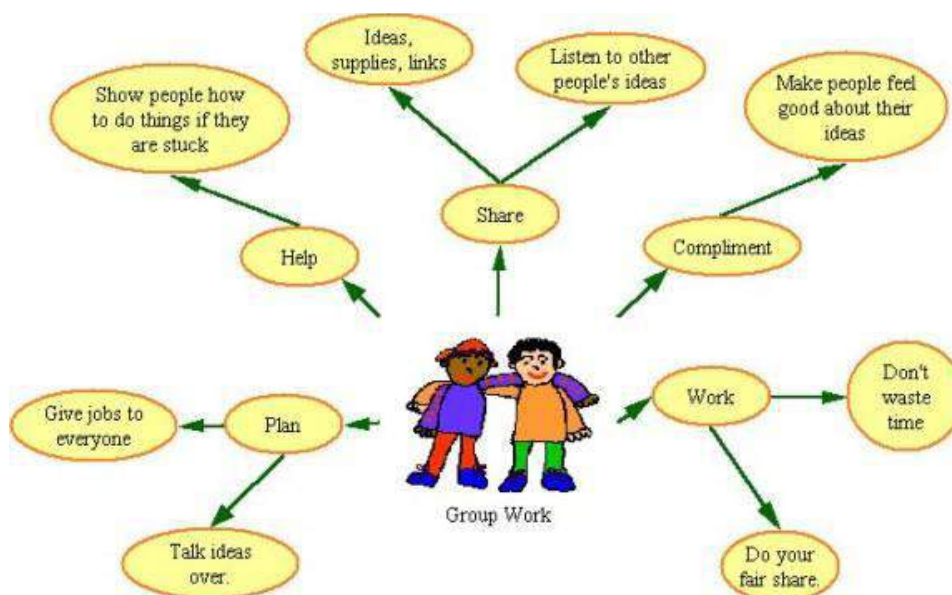 Ideas,
supplies, links
Listen to other
people's ideas
Make people feel
good about their
ideas
Show people how
to do things if they
are stuck
Share
Compliment
Help
Don't
waste
time
Work
Give jobs to
everyone
Plan
Group Work
Talk ideas
over.
Do your
fair share.